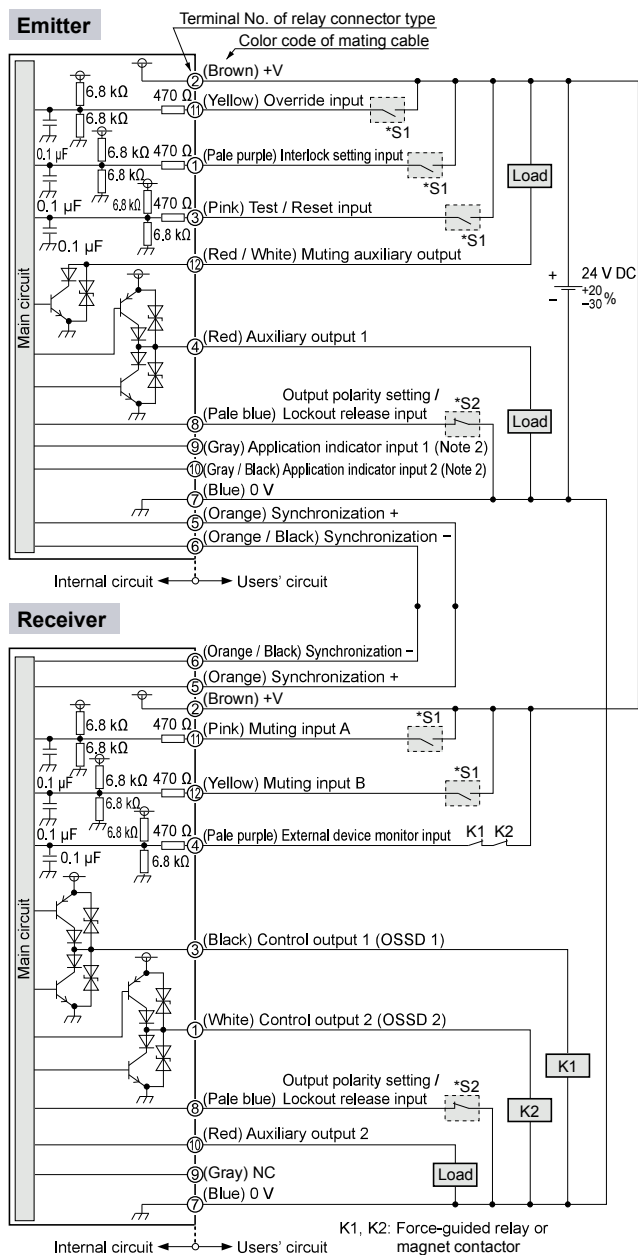 Emitter
Terminal No. of relay connector type
Color code of mating cable
② (Brown) +V
6.8 kΩ
470 Ω
⑪ (Yellow) Override input
*S1
6.8 kΩ
0.1 µF
6.8 kΩ
470 Ω
① (Pale purple) Interlock setting input
*S1
6.8 kΩ
Load
0.1 µF
6.8 kΩ
470 Ω
③ (Pink) Test / Reset input
*S1
0.1 µF
6.8 kΩ
⑫ (Red / White) Muting auxiliary output
+
−
24 V DC
+20
−30 %
Main circuit
④ (Red) Auxiliary output 1
Output polarity setting /
⑧ (Pale blue) Lockout release input
*S2
Load
⑨ (Gray) Application indicator input 1 (Note 2)
⑩ (Gray / Black) Application indicator input 2 (Note 2)
⑦ (Blue) 0 V
⑤ (Orange) Synchronization +
⑥ (Orange / Black) Synchronization −
Internal circuit
Users' circuit
Receiver
⑥ (Orange / Black) Synchronization −
⑤ (Orange) Synchronization +
② (Brown) +V
6.8 kΩ
470 Ω
⑪ (Pink) Muting input A
*S1
6.8 kΩ
0.1 µF
6.8 kΩ
470 Ω
⑫ (Yellow) Muting input B
*S1
6.8 kΩ
0.1 µF
6.8 kΩ
470 Ω
④ (Pale purple) External device monitor input
K1 K2
0.1 µF
6.8 kΩ
Main circuit
③ (Black) Control output 1 (OSSD 1)
① (White) Control output 2 (OSSD 2)
K1
Output polarity setting /
⑧ (Pale blue) Lockout release input
*S2
K2
⑩ (Red) Auxiliary output 2
Load
⑨ (Gray) NC
⑦ (Blue) 0 V
K1, K2: Force-guided relay or
magnet contactor
Internal circuit
Users' circuit